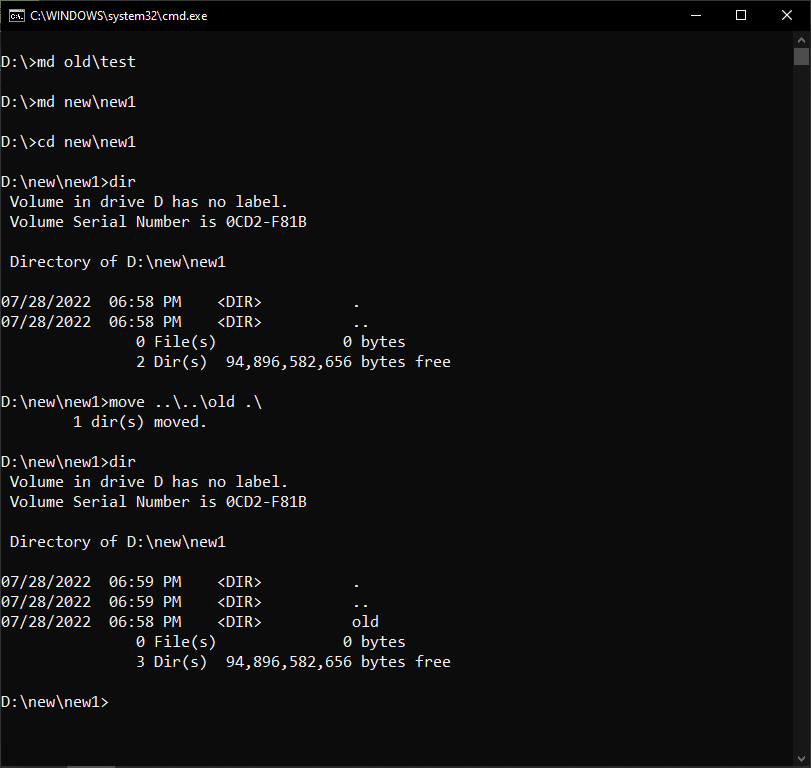 C:\WINDOWS\system32\cmd.exe
D:\>md old\test
D:\>md new\new1
D:\>cd new\new1
D:\new\new1>dir
 Volume in drive D has no label.
 Volume Serial Number is 0CD2-F81B
 Directory of D:\new\new1
07/28/2022  06:58 PM    <DIR>          .
07/28/2022  06:58 PM    <DIR>          ..
               0 File(s)              0 bytes
               2 Dir(s)  94,896,582,656 bytes free
D:\new\new1>move ..\..\old .\
        1 dir(s) moved.
D:\new\new1>dir
 Volume in drive D has no label.
 Volume Serial Number is 0CD2-F81B
 Directory of D:\new\new1
07/28/2022  06:59 PM    <DIR>          .
07/28/2022  06:59 PM    <DIR>          ..
07/28/2022  06:58 PM    <DIR>          old
               0 File(s)              0 bytes
               3 Dir(s)  94,896,582,656 bytes free
D:\new\new1>